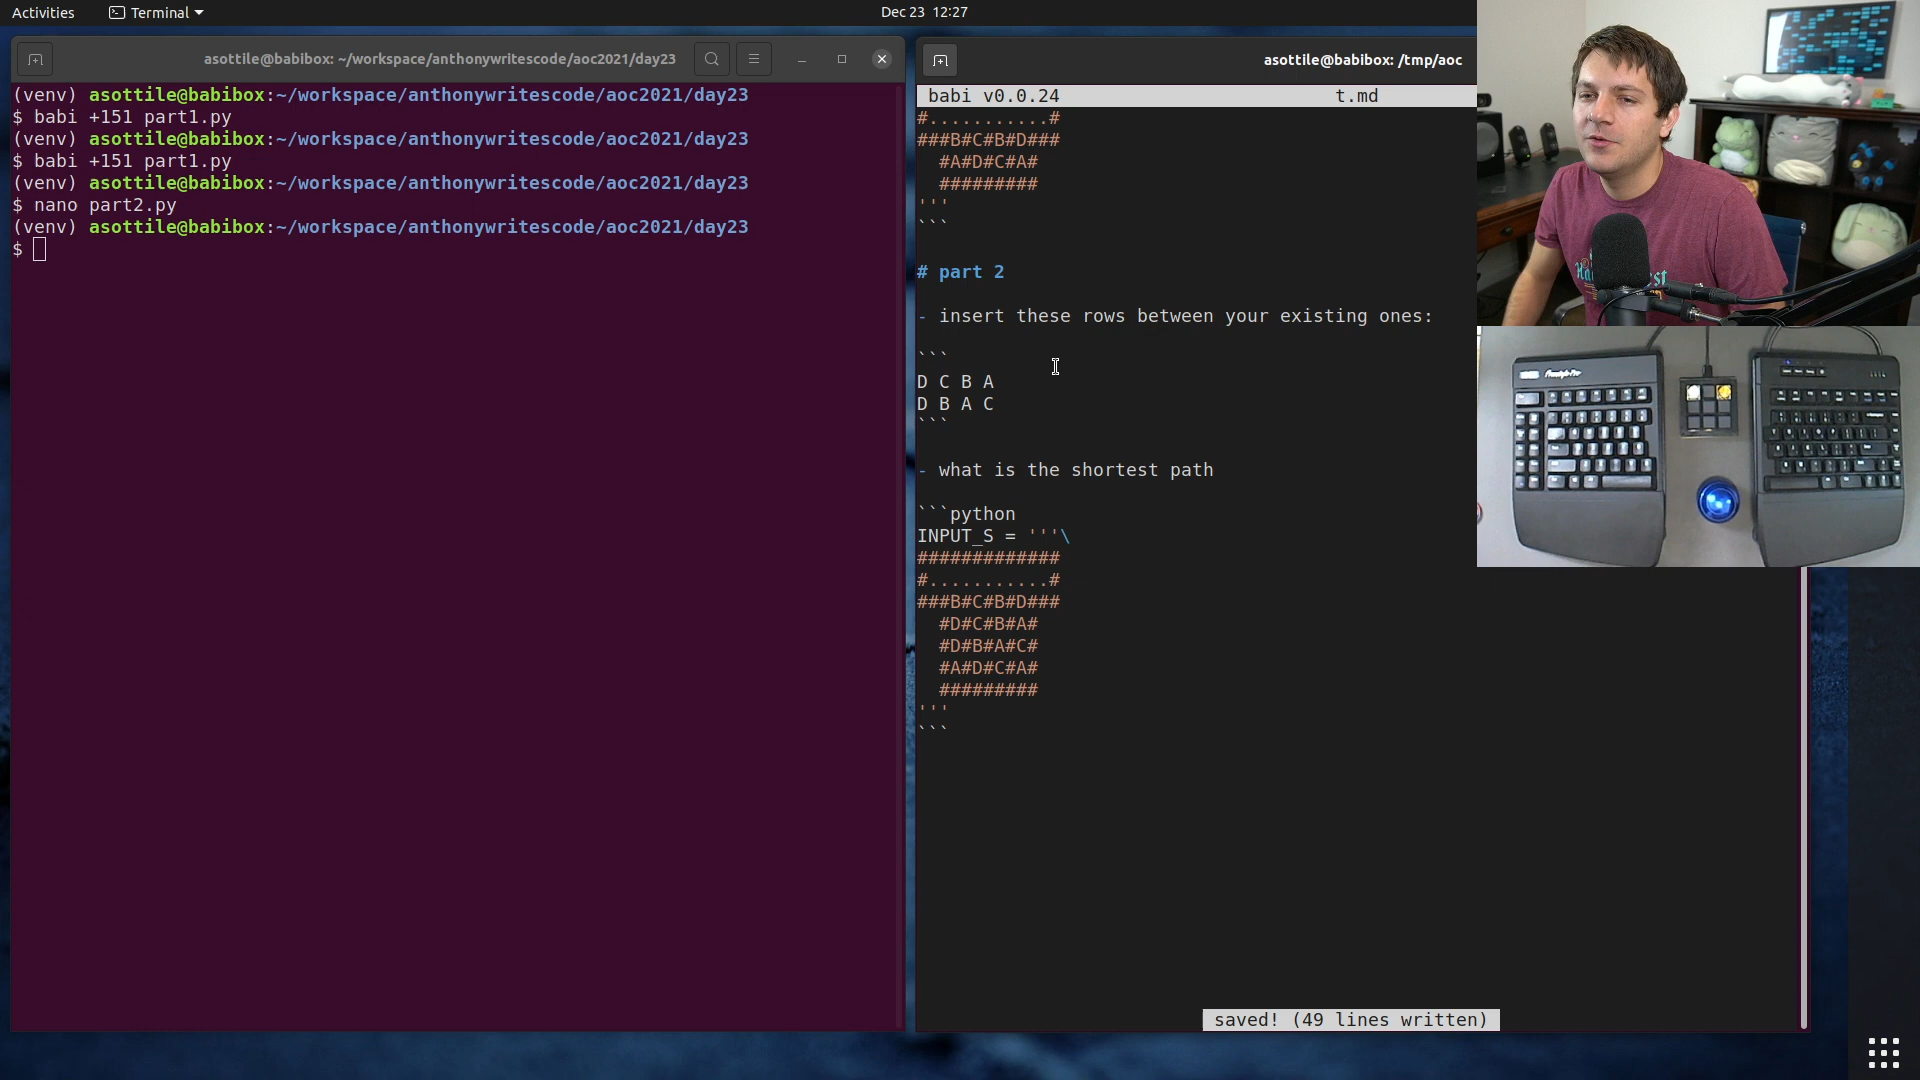 Activities
Terminal
Dec 23 12:27
asottile@babibox: ~/workspace/anthonywritescode/aoc2021/day23
(venv) asottile@babibox:~/workspace/anthonywritescode/aoc2021/day23
$ babi +151 part1.py
(venv) asottile@babibox:~/workspace/anthonywritescode/aoc2021/day23
$ babi +151 part1.py
(venv) asottile@babibox:~/workspace/anthonywritescode/aoc2021/day23
$ nano part2.py
(venv) asottile@babibox:~/workspace/anthonywritescode/aoc2021/day23
$
asottile@babibox: /tmp/aoc
babi v0.0.24 t.md
#...........#
###B#C#B#D###
  #A#D#C#A#
  #########
'''
```
# part 2
- insert these rows between your existing ones:
```
D C B A
D B A C
```
- what is the shortest path
```python
INPUT_S = '''\
#############
#...........#
###B#C#B#D###
  #D#C#B#A#
  #D#B#A#C#
  #A#D#C#A#
  #########
'''
```
saved! (49 lines written)